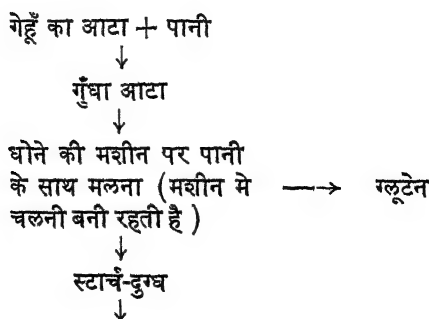 गेहूँ का आटा + पानी
↓
गुँधा आटा
↓
धोने की मशीन पर पानी
के साथ मलना (मशीन मे ⟶ ग्लूटेन
चलनी बनी रहती है )
↓
स्टार्च-दुग्ध
↓